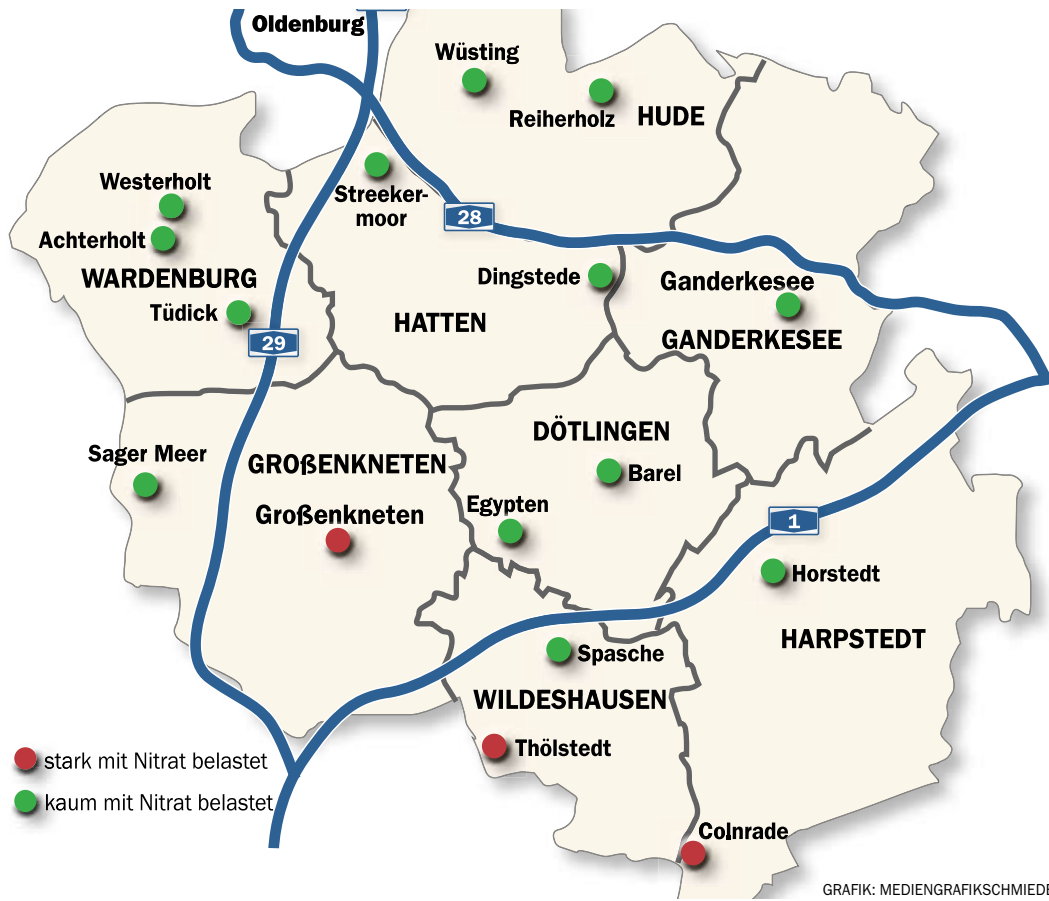 Oldenburg
Wüsting
Reiherholz
HUDE
Westerholt
Streeker-
moor
28
Achterholt
WARDENBURG
Dingstede
Ganderkesee
Tüdick
HATTEN
GANDERKESEE
29
DÖTLINGEN
Sager Meer
GROßENKNETEN
Barel
Großenkneten
Egypten
1
Horstedt
HARPSTEDT
Spasche
WILDESHAUSEN
Thölstedt
stark mit Nitrat belastet
kaum mit Nitrat belastet
Colnrade
GRAFIK: MEDIENGRAFIKSCHMIEDE